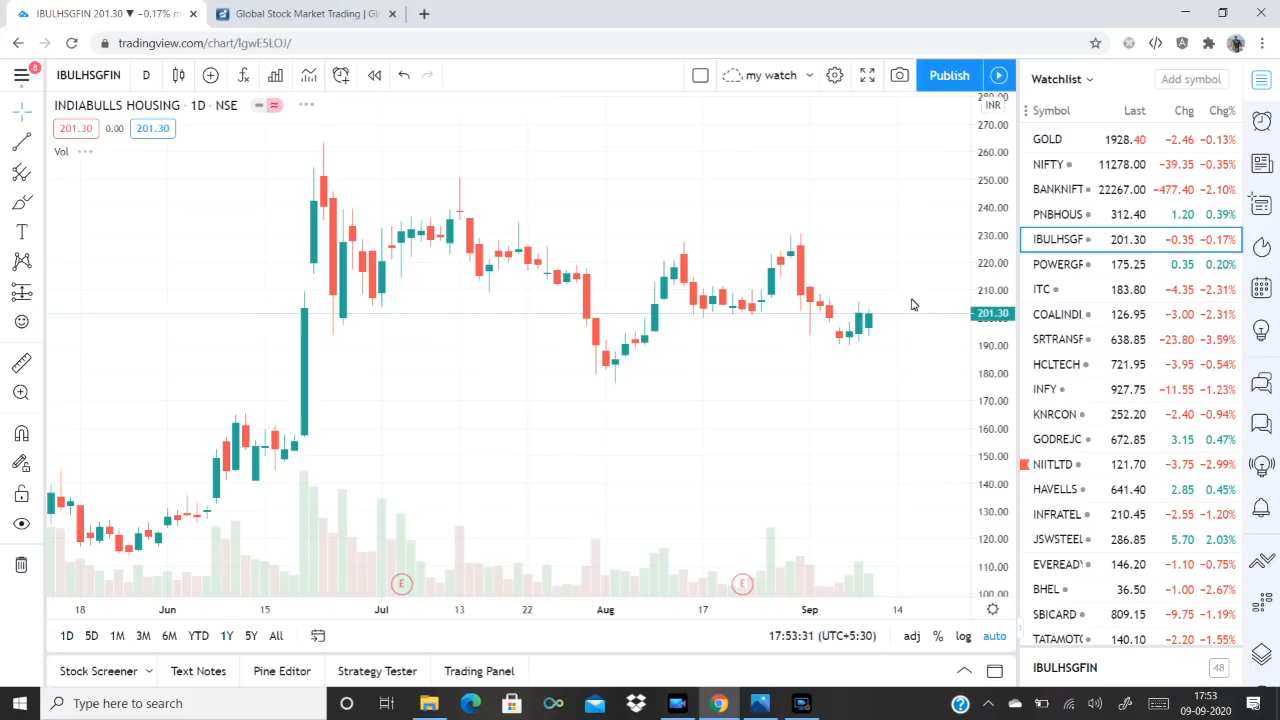 IBULHSGFIN 201.30 ▼ −0.17% m
Global Stock Market Trading | Gl
tradingview.com/chart/lgwE5LOJ/
8
IBULHSGFIN D my watch Publish
INDIABULLS HOUSING · 1D · NSE
201.30 0.00 201.30
Vol
INR
280.00
270.00
260.00
250.00
240.00
230.00
220.00
210.00
201.30
190.00
180.00
170.00
160.00
150.00
140.00
130.00
120.00
110.00
100.00
E E
18 Jun 15 Jul 13 22 Aug 17 Sep 14
1D 5D 1M 3M 6M YTD 1Y 5Y All
17:53:31 (UTC+5:30) adj % log auto
Stock Screener Text Notes Pine Editor Strategy Tester Trading Panel
Watchlist Add symbol
Symbol Last Chg Chg%
GOLD 1928.40 −2.46 −0.13%
NIFTY 11278.00 −39.35 −0.35%
BANKNIFT 22267.00 −477.40 −2.10%
PNBHOUS 312.40 1.20 0.39%
IBULHSGF 201.30 −0.35 −0.17%
POWERGF 175.25 0.35 0.20%
ITC 183.80 −4.35 −2.31%
COALINDI 126.95 −3.00 −2.31%
SRTRANSF 638.85 −23.80 −3.59%
HCLTECH 721.95 −3.95 −0.54%
INFY 927.75 −11.55 −1.23%
KNRCON 252.20 −2.40 −0.94%
GODREJC 672.85 3.15 0.47%
NIITLTD 121.70 −3.75 −2.99%
HAVELLS 641.40 2.85 0.45%
INFRATEL 210.45 −2.55 −1.20%
JSWSTEEL 286.85 5.70 2.03%
EVEREADY 146.20 −1.10 −0.75%
BHEL 36.50 −1.00 −2.67%
SBICARD 809.15 −9.75 −1.19%
TATAMOTO 140.10 −2.20 −1.55%
IBULHSGFIN 48
Type here to search
17:53
09-09-2020